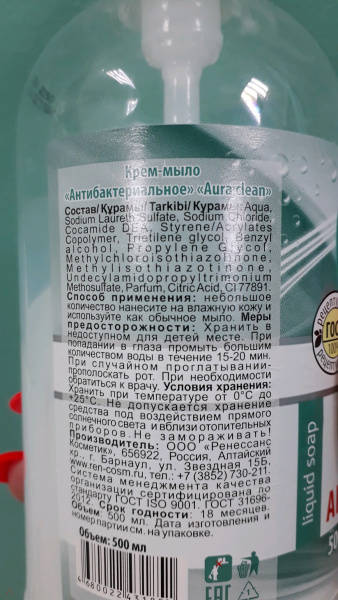 Крем-мыло
«Антибактериальное» «Aura clean»
Состав/ Құрамы/ Tarkibi/ Курамы: Aqua,
Sodium Laureth Sulfate, Sodium Chloride,
Cocamide DEA, Styrene/Acrylates
Copolymer, Trietilene glycol, Benzyl
alcohol, Propylene Glycol,
Methylchloroisothiazolinone,
Methylisothiazotinone,
Undecylamidopropyltrimonium
Methosulfate, Parfum, Citric Acid, CI 77891.
Способ применения: небольшое
количество нанесите на влажную кожу и
используйте как обычное мыло. Меры
предосторожности: Хранить в
недоступном для детей месте. При
попадании в глаза промыть большим
количеством воды в течение 15-20 мин.
При случайном проглатывании-
прополоскать рот. При необходимости
обратиться к врачу. Условия хранения:
Хранить при температуре от 0°С до
+25°С. Не допускается хранение
средства под воздействием прямого
солнечного света и вблизи отопительных
приборов. Не замораживать!
Производитель: ООО «Ренессанс
Косметик», 656922, Россия, Алтайский
кр., г. Барнаул, ул. Звездная 15Б,
www.ren-cosm.ru, тел.: +7 (3852) 730-211.
Система менеджмента качества
организации сертифицирована по
стандарту ГОСТ ISO 9001. ГОСТ 31696-
2012. Срок годности: 18 месяцев.
Объем, 500 мл. Дата изготовления и
номер партии см. на упаковке.
Объем: 500 мл
EAC
liquid soap
ГОС